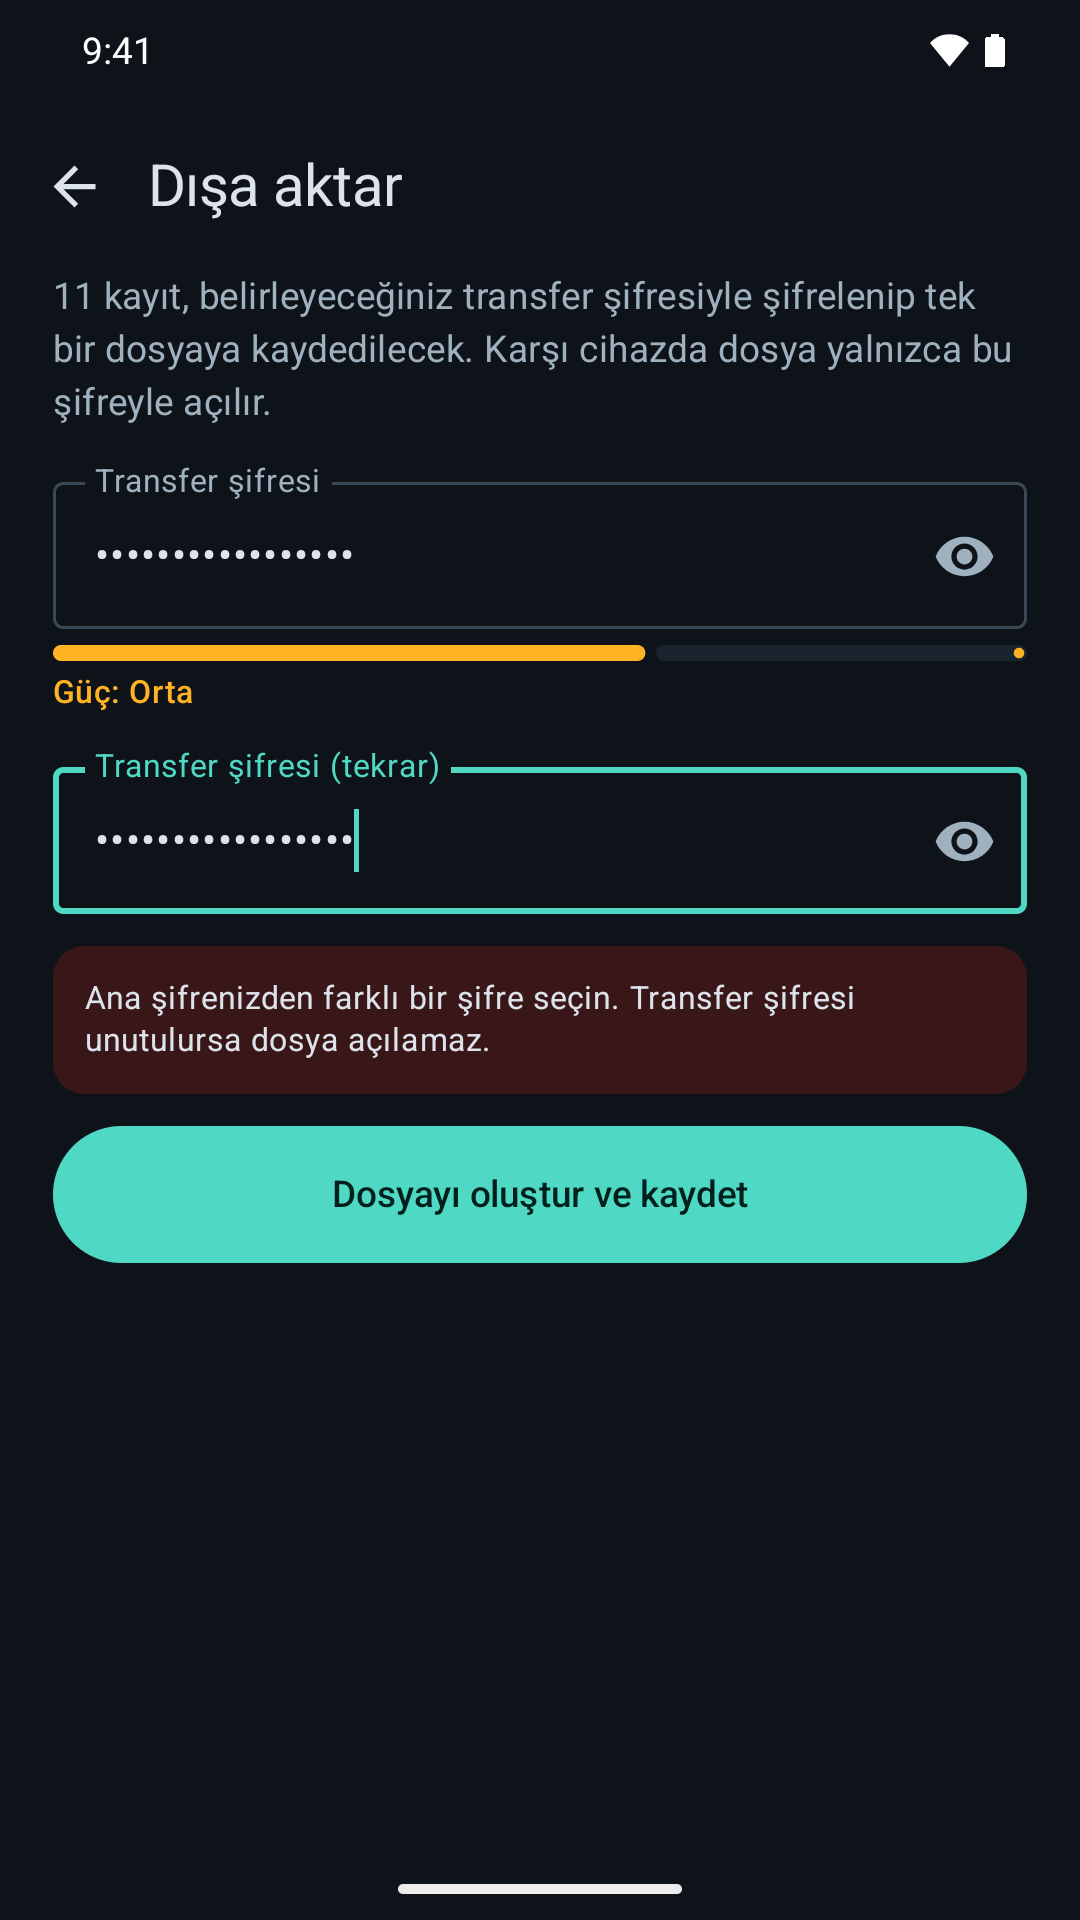 9:41
Dışa aktar
11 kayıt, belirleyeceğiniz transfer şifresiyle şifrelenip tek
bir dosyaya kaydedilecek. Karşı cihazda dosya yalnızca bu
şifreyle açılır.
Transfer şifresi
•••••••••••••••••
Güç: Orta
Transfer şifresi (tekrar)
•••••••••••••••••
Ana şifrenizden farklı bir şifre seçin. Transfer şifresi
unutulursa dosya açılamaz.
Dosyayı oluştur ve kaydet